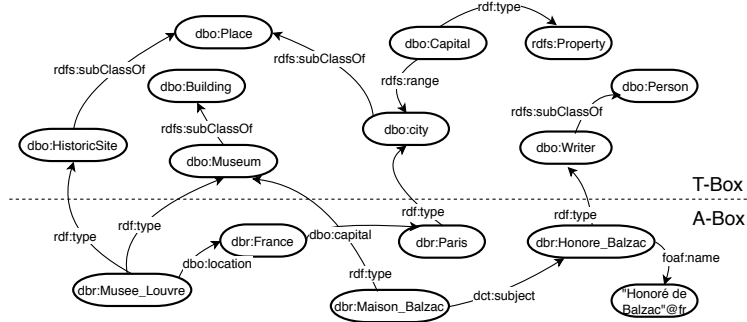 rdf:type
dbo:Place
dbo:Capital
rdfs:Property
rdfs:subClassOf
rdfs:subClassOf
rdfs:range
dbo:Building
dbo:Person
rdfs:subClassOf
rdfs:subClassOf
dbo:city
dbo:HistoricSite
dbo:Museum
dbo:Writer
T-Box
rdf:type
rdf:type
A-Box
rdf:type
rdf:type
dbo:capital
dbr:France
dbr:Paris
dbr:Honore_Balzac
dbo:location
foaf:name
rdf:type
dbr:Musee_Louvre
dbr:Maison_Balzac
dct:subject
"Honoré de
Balzac"@fr